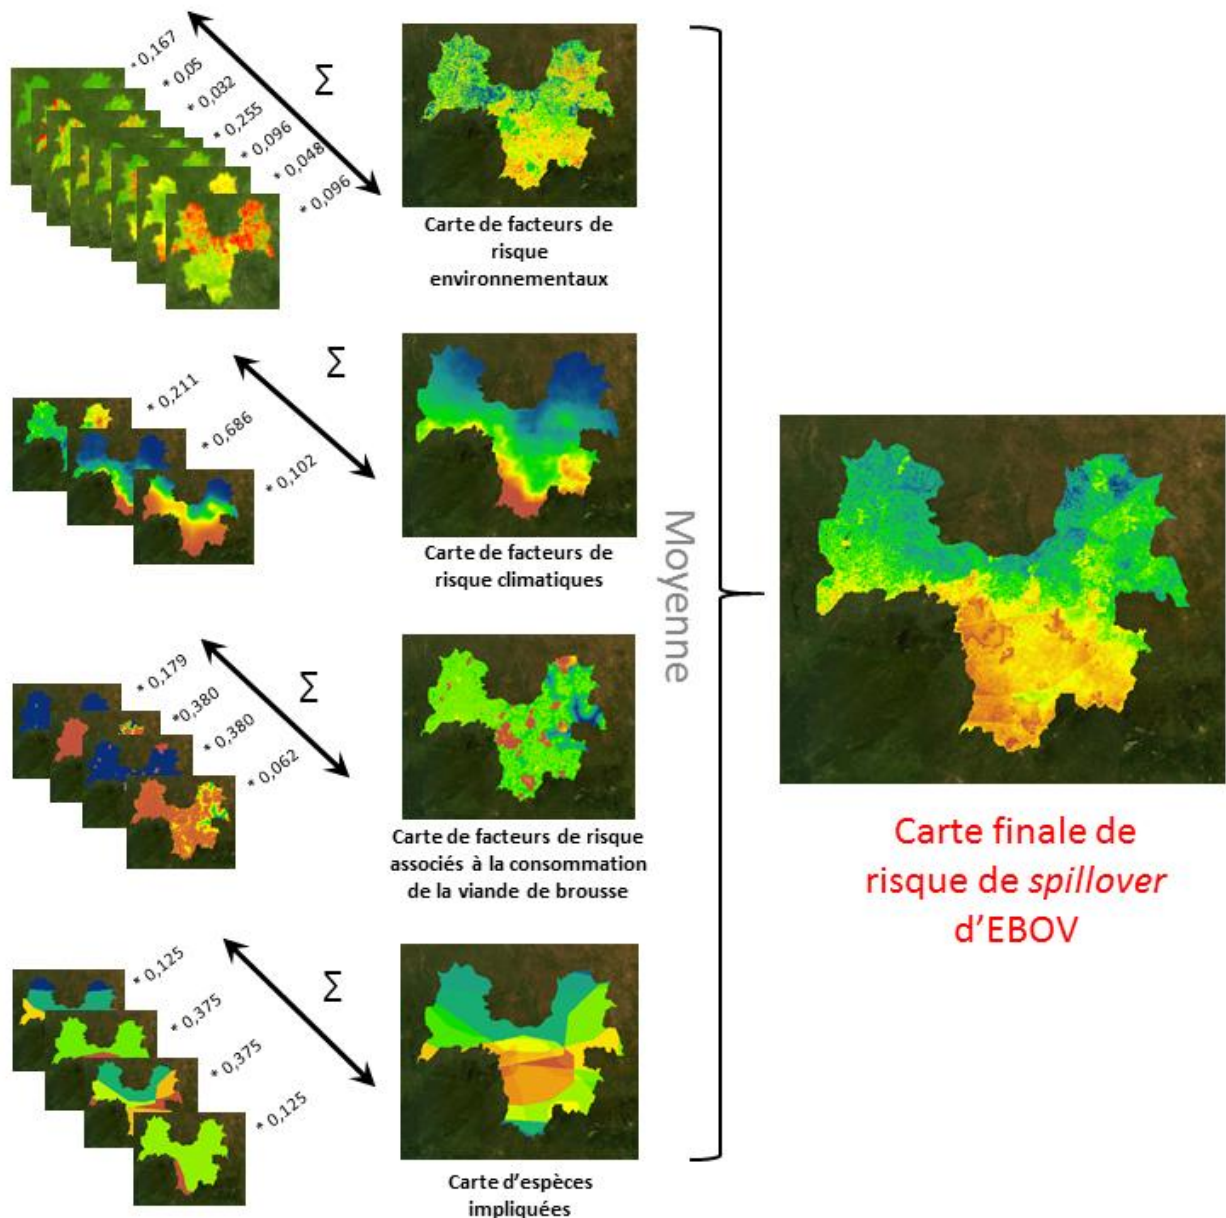 * 0,167
* 0,05
* 0,032
* 0,255
* 0,096
* 0,048
* 0,096
Σ
Carte de facteurs de
risque
environnementaux
* 0,211
* 0,686
* 0,102
Σ
Carte de facteurs de
risque climatiques
* 0,179
*0,380
* 0,380
* 0,062
Σ
Carte de facteurs de risque
associés à la consommation
de la viande de brousse
* 0,125
* 0,375
* 0,375
* 0,125
Σ
Carte d'espèces
impliquées
Moyenne
Carte finale de
risque de spillover
d'EBOV